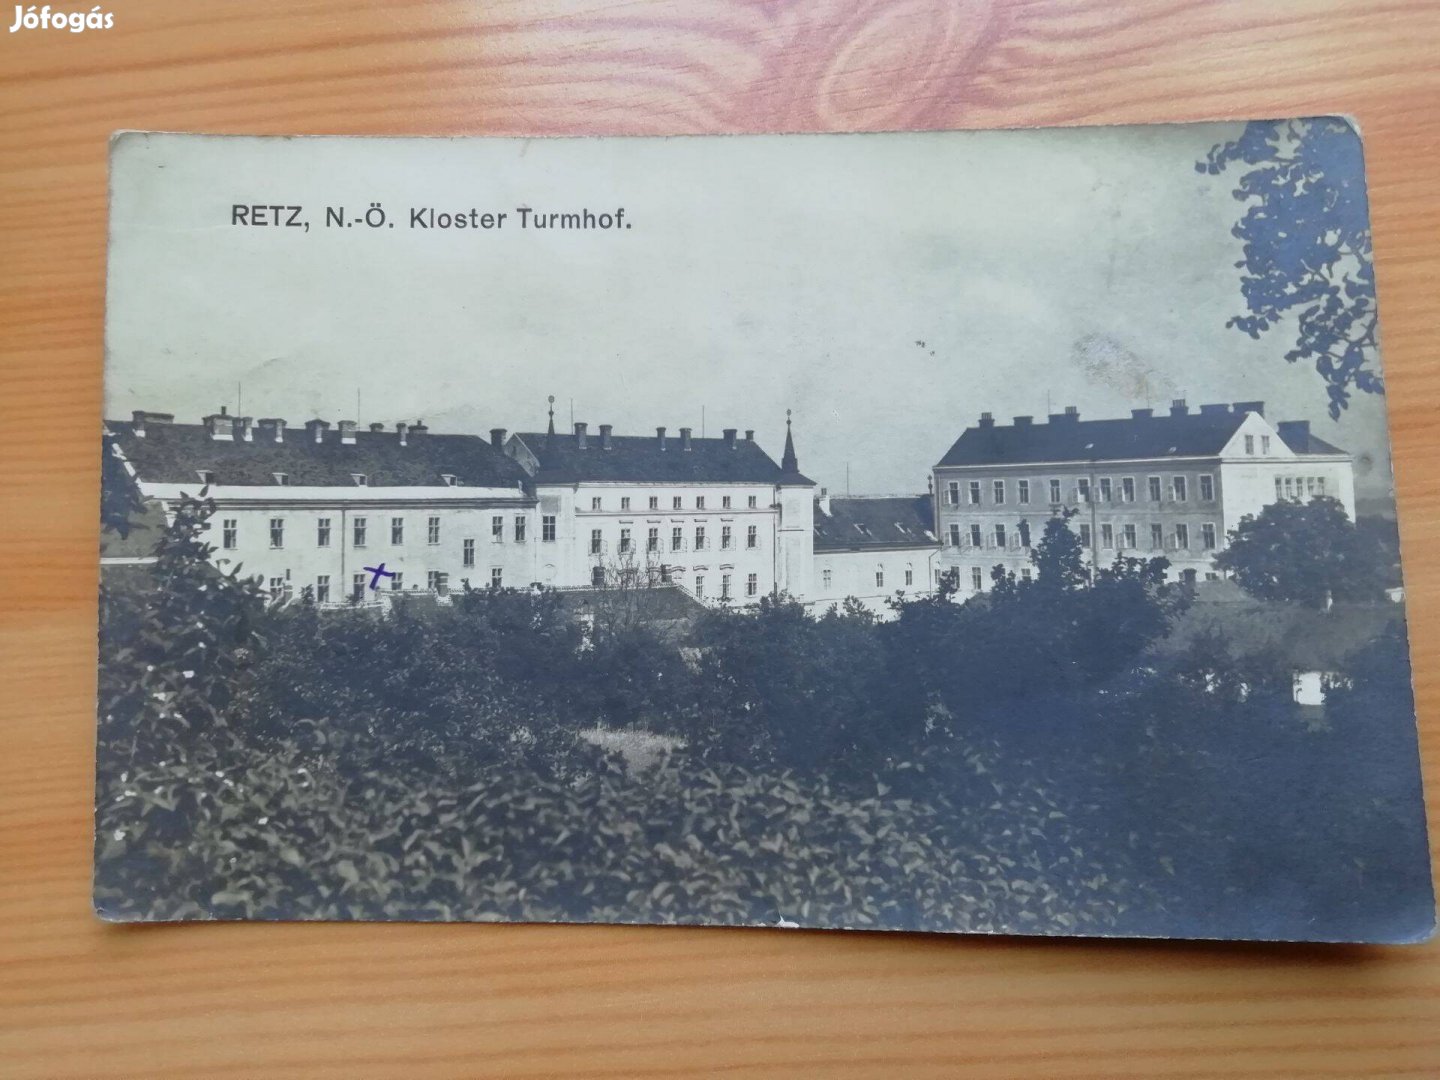 Jófogás
RETZ, N.-Ö. Kloster Turmhof.